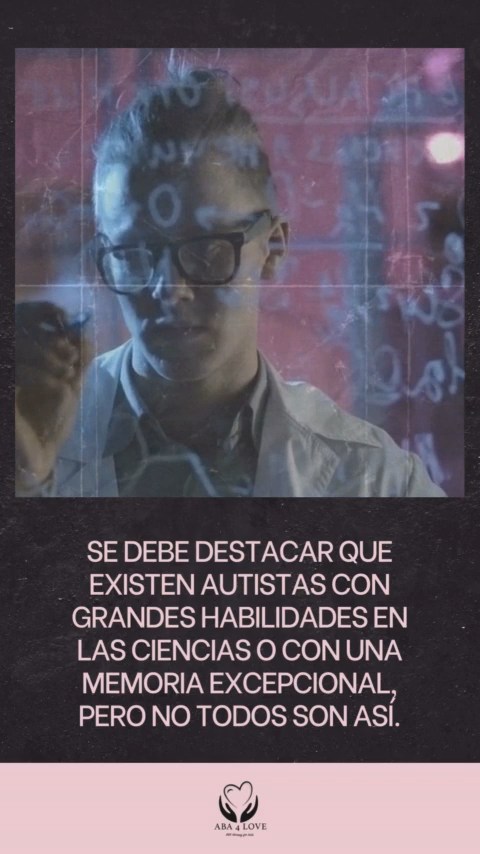 SE DEBE DESTACAR QUE
EXISTEN AUTISTAS CON
GRANDES HABILIDADES EN
LAS CIENCIAS O CON UNA
MEMORIA EXCEPCIONAL,
PERO NO TODOS SON ASÍ.
ABA 4 LOVE